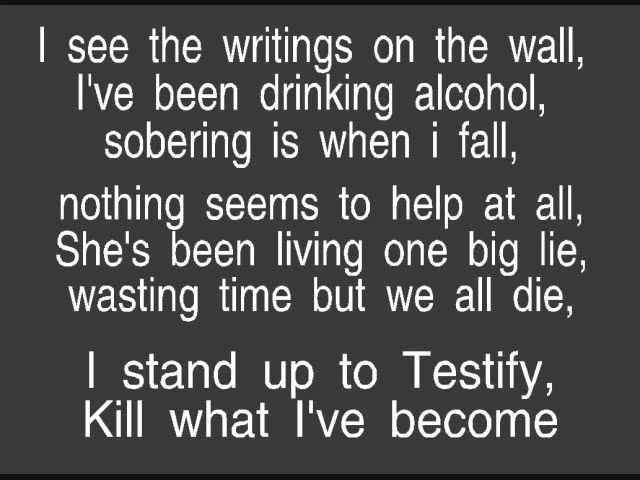 I see the writings on the wall,
I've been drinking alcohol,
sobering is when i fall,
nothing seems to help at all,
She's been living one big lie,
wasting time but we all die,
I stand up to Testify,
Kill what I've become